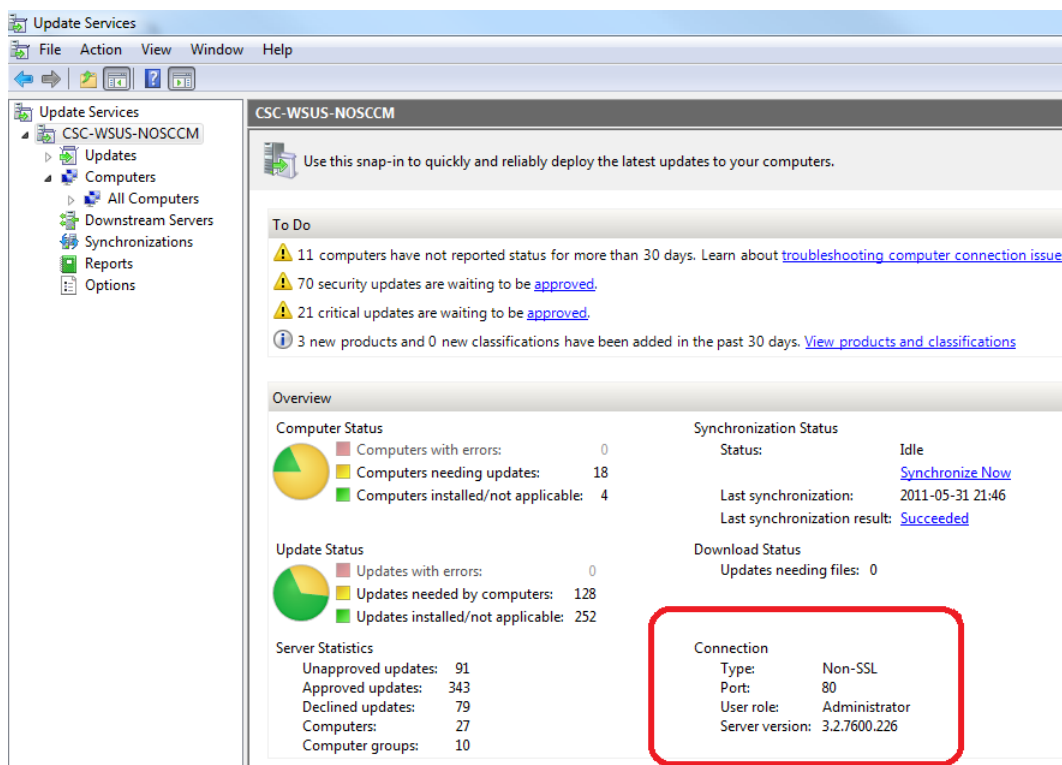 Update Services
File Action View Window Help
Update Services
CSC-WSUS-NOSCCM
Updates
Computers
All Computers
Downstream Servers
Synchronizations
Reports
Options
CSC-WSUS-NOSCCM
Use this snap-in to quickly and reliably deploy the latest updates to your computers.
To Do
11 computers have not reported status for more than 30 days. Learn about troubleshooting computer connection issue
70 security updates are waiting to be approved.
21 critical updates are waiting to be approved.
3 new products and 0 new classifications have been added in the past 30 days. View products and classifications
Overview
Computer Status
Computers with errors: 0
Computers needing updates: 18
Computers installed/not applicable: 4
Synchronization Status
Status: Idle
Synchronize Now
Last synchronization: 2011-05-31 21:46
Last synchronization result: Succeeded
Update Status
Updates with errors: 0
Updates needed by computers: 128
Updates installed/not applicable: 252
Download Status
Updates needing files: 0
Server Statistics
Unapproved updates: 91
Approved updates: 343
Declined updates: 79
Computers: 27
Computer groups: 10
Connection
Type: Non-SSL
Port: 80
User role: Administrator
Server version: 3.2.7600.226